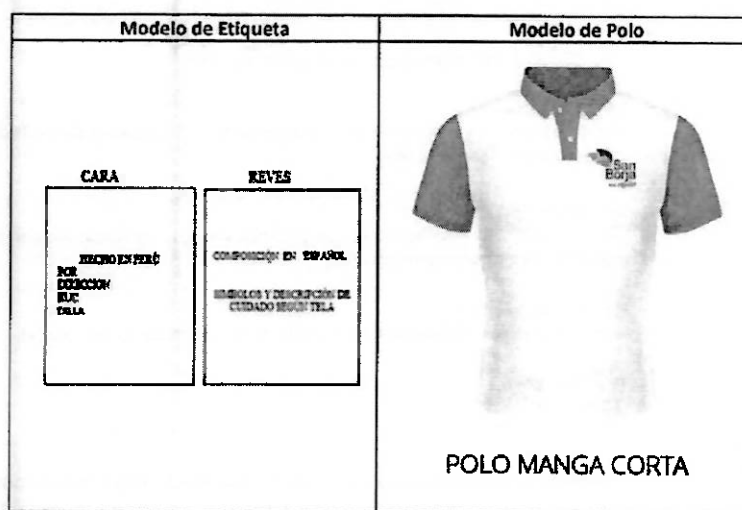 Modelo de Etiqueta
Modelo de Polo
CARA
REVES
HECHO EN PERÚ
POR
DIRECCION
RUC
TALLA
COMPOSICIÓN EN ESPAÑOL
SIMBOLOS Y DESCRIPCIÓN DE
CUIDADO SEGUN TELA
San
Borja
POLO MANGA CORTA